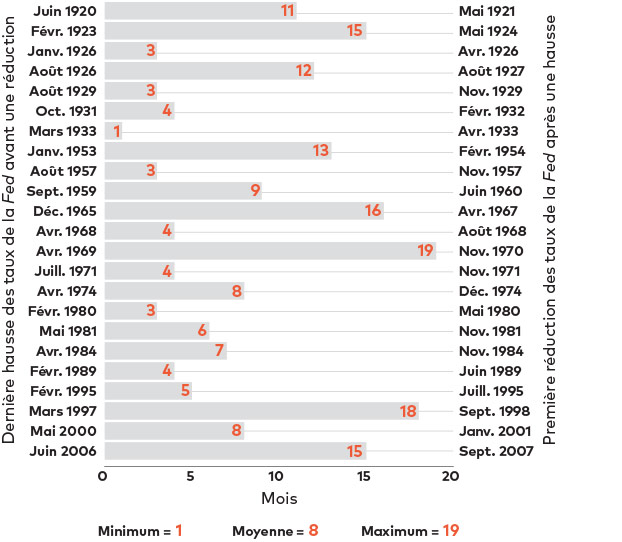 Dernière hausse des taux de la Fed avant une réduction
Première réduction des taux de la Fed après une hausse
Juin 1920 11 Mai 1921
Févr. 1923 15 Mai 1924
Janv. 1926 3 Avr. 1926
Août 1926 12 Août 1927
Août 1929 3 Nov. 1929
Oct. 1931 4 Févr. 1932
Mars 1933 1 Avr. 1933
Janv. 1953 13 Févr. 1954
Août 1957 3 Nov. 1957
Sept. 1959 9 Juin 1960
Déc. 1965 16 Avr. 1967
Avr. 1968 4 Août 1968
Avr. 1969 19 Nov. 1970
Juill. 1971 4 Nov. 1971
Avr. 1974 8 Déc. 1974
Févr. 1980 3 Mai 1980
Mai 1981 6 Nov. 1981
Avr. 1984 7 Nov. 1984
Févr. 1989 4 Juin 1989
Févr. 1995 5 Juill. 1995
Mars 1997 18 Sept. 1998
Mai 2000 8 Janv. 2001
Juin 2006 15 Sept. 2007
0 5 10 15 20
Mois
Minimum = 1 Moyenne = 8 Maximum = 19